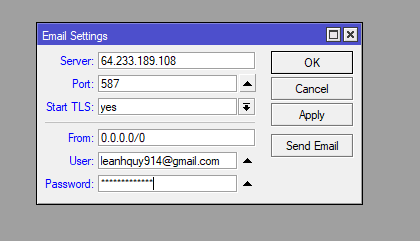 Email Settings
Server: 64.233.189.108
Port: 587
Start TLS: yes
From: 0.0.0.0/0
User: leanhquy914@gmail.com
Password: *************
OK
Cancel
Apply
Send Email